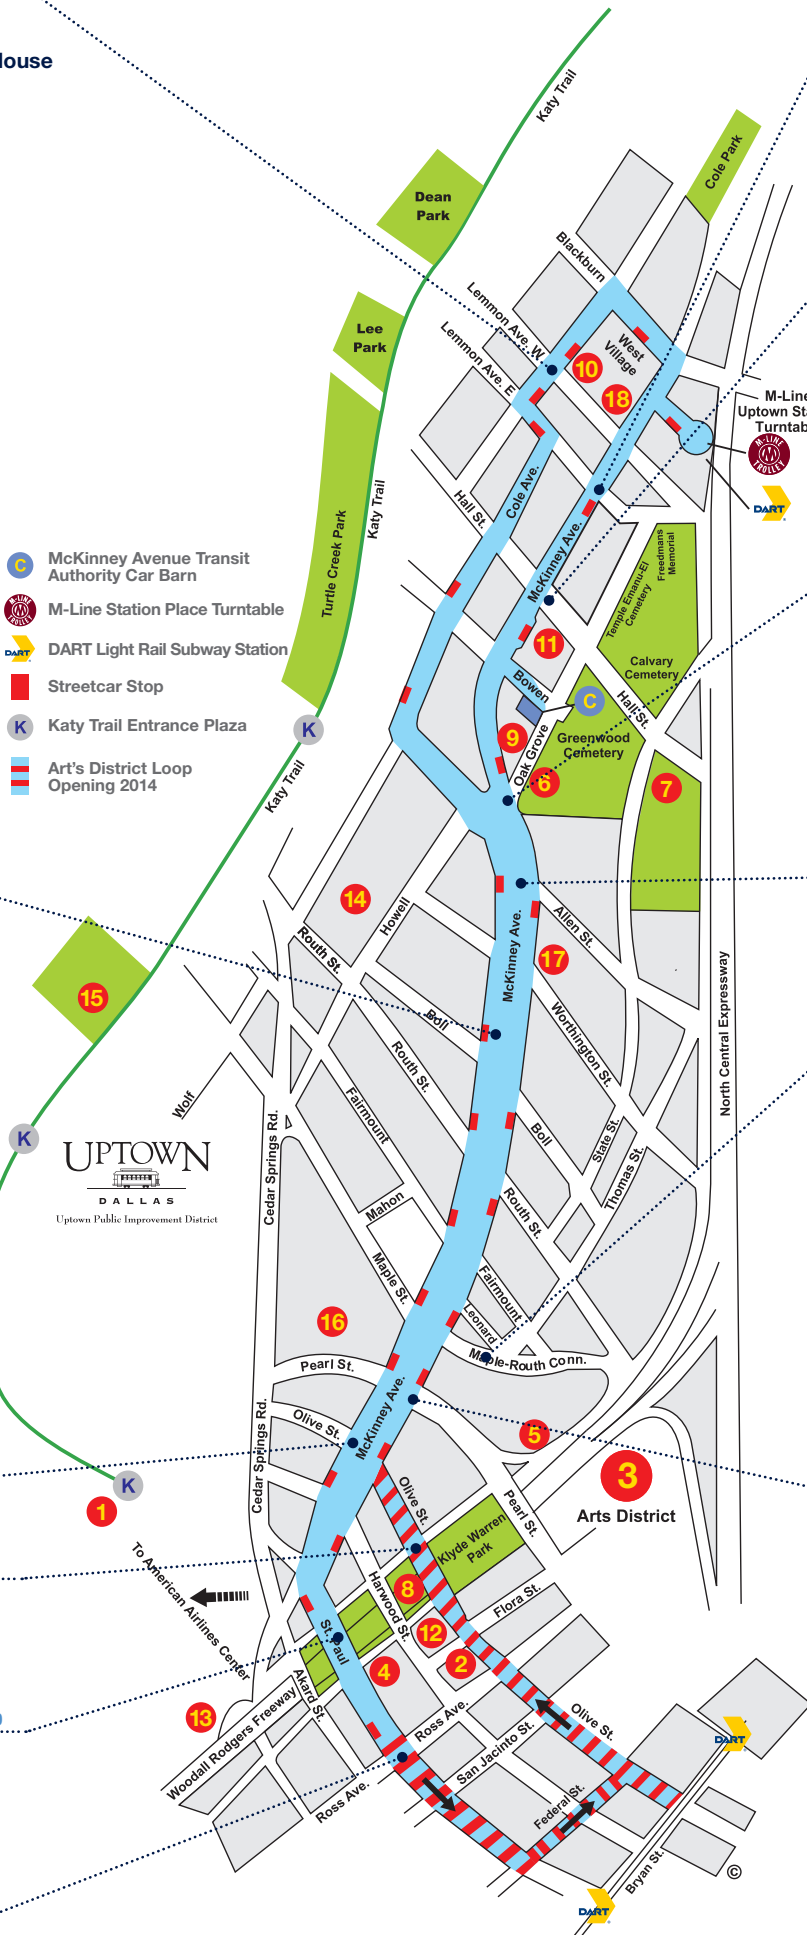 House
Katy Trail
Cole Park
Dean
Park
Blackburn
Lemmon Ave. W
Lemmon Ave. E
Lee
Park
West
Village
10
18
M-Line
Uptown Sta
Turntab
M-LINE
M
TROLLEY
DART
Cole Ave.
Hall St.
Katy Trail
Turtle Creek Park
McKinney Ave.
Freedmans
Memorial
Temple Emanu-El
Cemetery
C
McKinney Avenue Transit
Authority Car Barn
M-LINE
M
TROLLEY
M-Line Station Place Turntable
DART
DART Light Rail Subway Station
Streetcar Stop
K
Katy Trail Entrance Plaza
Art's District Loop
Opening 2014
11
Calvary
Cemetery
Bowen
C
Hall St.
K
9
Oak Grove
Greenwood
Cemetery
6
7
Katy Trail
14
Howell
Routh St.
Allen St.
McKinney Ave.
17
15
North Central Expressway
Boll
Worthington St.
Routh St.
Wolf
Fairmount
K
Cedar Springs Rd.
Boll
State St.
Thomas St.
UPTOWN
DALLAS
Uptown Public Improvement District
Mahon
Routh St.
Maple St.
Fairmount
Leonard
16
Maple-Routh Conn.
Pearl St.
McKinney Ave.
Olive St.
5
Cedar Springs Rd.
3
Arts District
K
1
Olive St.
Pearl St.
Klyde Warren
Park
To American Airlines Center
Harwood St.
8
Flora St.
12
St. Paul
2
4
Akard St.
13
Woodall Rodgers Freeway
Ross Ave.
Olive St.
San Jacinto St.
DART
Ross Ave.
Federal St.
Bryan St.
©
DART